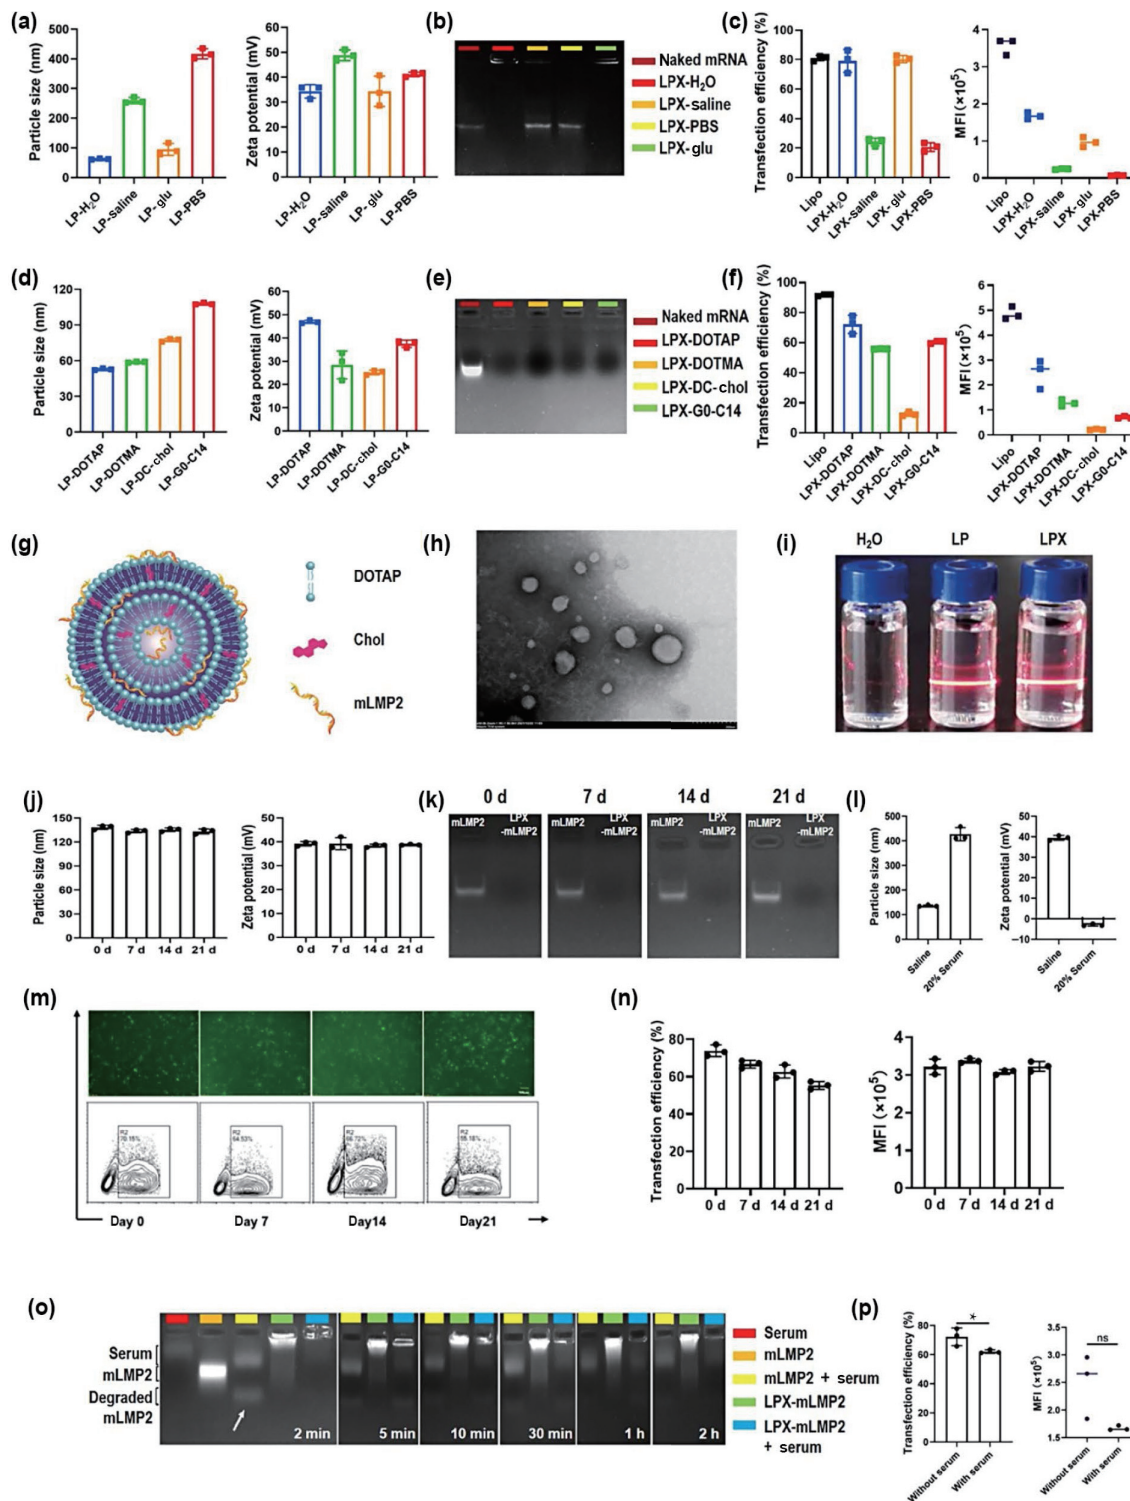 (a)
Particle size (nm)
500
400
300
200
100
0
LP-H2O
LP-saline
LP-glu
LP-PBS
Zeta potential (mV)
60
50
40
30
20
10
0
LP-H2O
LP-saline
LP-glu
LP-PBS
(b)
Naked mRNA
LPX-H2O
LPX-saline
LPX-PBS
LPX-glu
(c)
Transfection efficiency (%)
100
80
60
40
20
0
Lipo
LPX-H2O
LPX-saline
LPX-glu
LPX-PBS
MFI (×10⁵)
4
3
2
1
0
Lipo
LPX-H2O
LPX-saline
LPX-glu
LPX-PBS
(d)
Particle size (nm)
120
90
60
30
0
LP-DOTAP
LP-DOTMA
LP-DC-chol
LP-G0-C14
Zeta potential (mV)
60
50
40
30
20
10
0
LP-DOTAP
LP-DOTMA
LP-DC-chol
LP-G0-C14
(e)
Naked mRNA
LPX-DOTAP
LPX-DOTMA
LPX-DC-chol
LPX-G0-C14
(f)
Transfection efficiency (%)
100
80
60
40
20
0
Lipo
LPX-DOTAP
LPX-DOTMA
LPX-DC-chol
LPX-G0-C14
MFI (×10⁵)
6
5
4
3
2
1
0
Lipo
LPX-DOTAP
LPX-DOTMA
LPX-DC-chol
LPX-G0-C14
(g)
DOTAP
Chol
mLMP2
(h)
(i)
H2O LP LPX
(j)
Particle size (nm)
150
120
90
60
30
0
0 d 7 d 14 d 21 d
Zeta potential (mV)
60
50
40
30
20
10
0
0 d 7 d 14 d 21 d
(k)
0 d 7 d 14 d 21 d
mLMP2 LPX-mLMP2 mLMP2 LPX-mLMP2 mLMP2 LPX-mLMP2 mLMP2 LPX-mLMP2
(l)
Particle size (nm)
500
400
300
200
100
0
Saline
20% Serum
Zeta potential (mV)
50
40
30
20
10
0
−10
Saline
20% Serum
(m)
R2
R2
R2
R2
Day 0 Day 7 Day14 Day21
(n)
Transfection efficiency (%)
80
60
40
20
0
0 d 7 d 14 d 21 d
MFI (×10⁵)
4
3
2
1
0
0 d 7 d 14 d 21 d
(o)
Serum
mLMP2
Degraded
mLMP2
2 min 5 min 10 min 30 min 1 h 2 h
Serum
mLMP2
mLMP2 + serum
LPX-mLMP2
LPX-mLMP2
+ serum
(p)
Transfection efficiency (%)
80
60
40
20
0
*
Without serum
With serum
MFI (×10⁵)
3.5
3.0
2.5
2.0
1.5
ns
Without serum
With serum